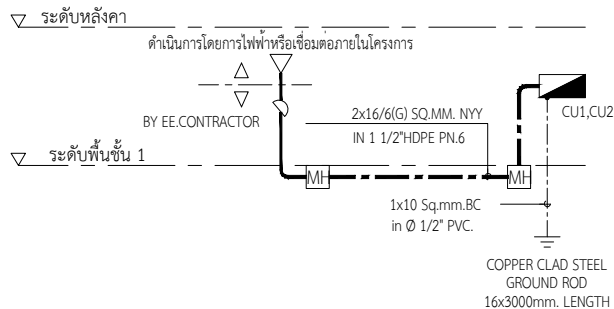 ระดับหลังคา
ดำเนินการโดยการไฟฟ้าหรือเชื่อมต่อภายในโครงการ
BY EE.CONTRACTOR
2x16/6(G) SQ.MM. NYY
IN 1 1/2"HDPE PN.6
CU1,CU2
ระดับพื้นชั้น 1
MH
MH
1x10 Sq.mm.BC
in Ø 1/2" PVC.
COPPER CLAD STEEL
GROUND ROD
16x3000mm. LENGTH